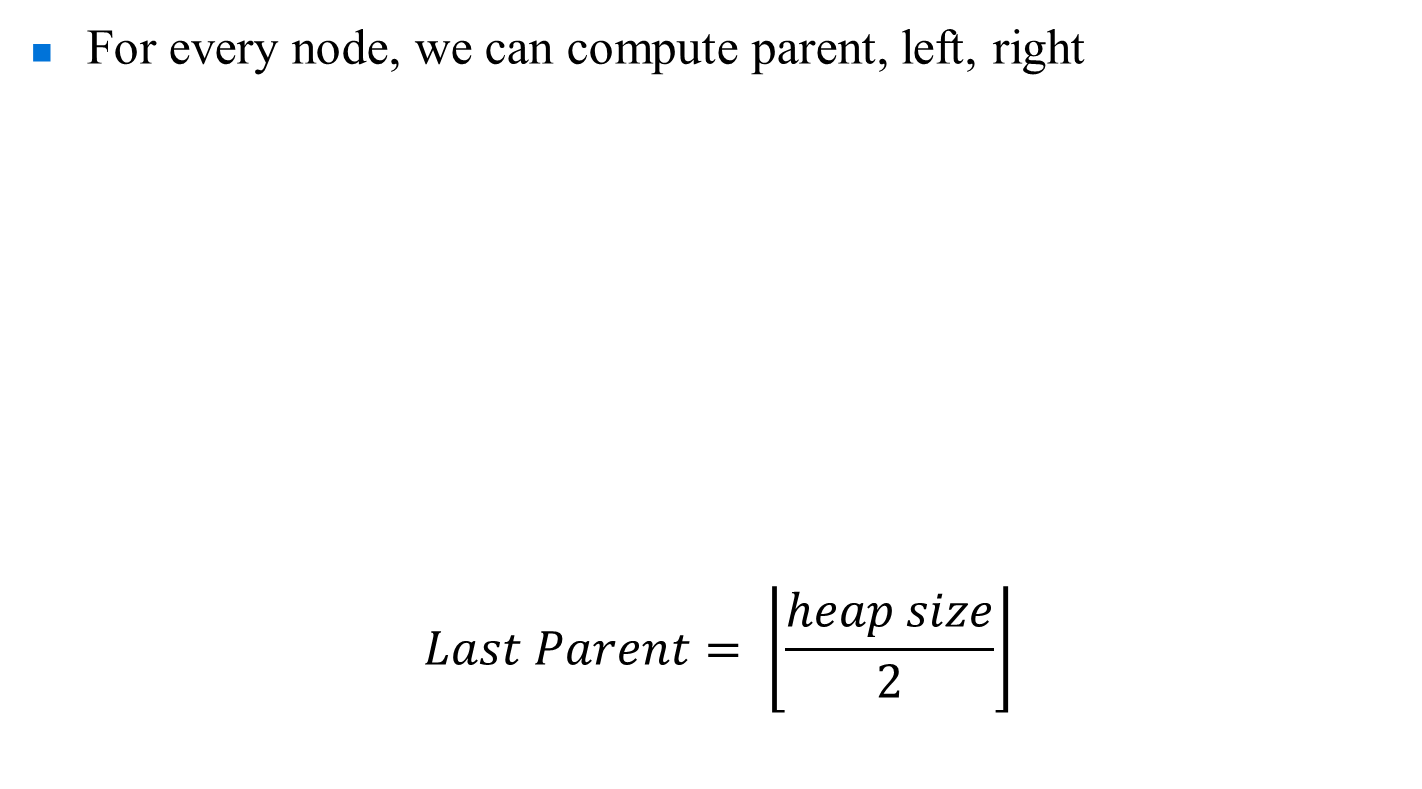 ▪ For every node, we can compute parent, left, right
Last Parent = ⌊heap size / 2⌋